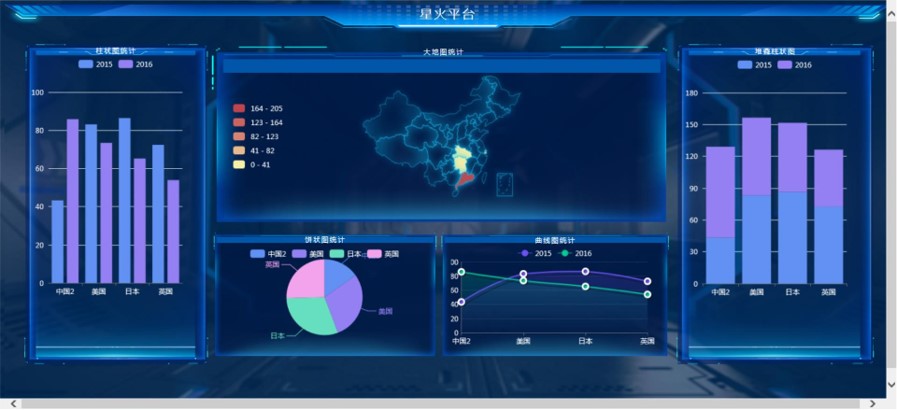 星火平台
柱状图统计
2015 2016
100
80
60
40
20
0
中国2 美国 日本 英国
大地图统计
164 - 205
123 - 164
82 - 123
41 - 82
0 - 41
饼状图统计
中国2 美国 日本 英国
英国
美国
日本
曲线图统计
2015 2016
00
80
60
40
20
0
中国2 美国 日本 英国
堆叠柱状图
2015 2016
180
150
120
90
60
30
0
中国2 美国 日本 英国